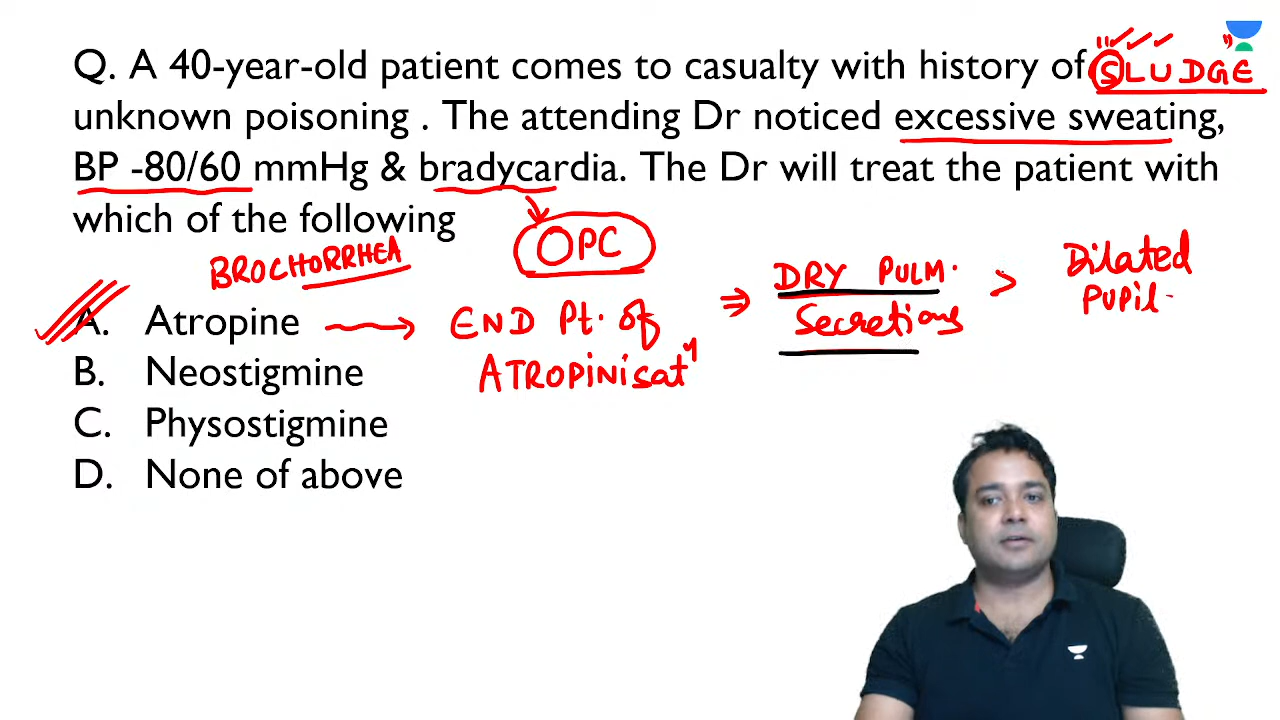 Q. A 40-year-old patient comes to casualty with history of
"SLUDGE"
unknown poisoning . The attending Dr noticed excessive sweating,
BP -80/60 mmHg & bradycardia. The Dr will treat the patient with
which of the following
OPC
BROCHORRHEA
A. Atropine
END Pt. of
ATROPINISATⁿ
⇒ DRY PULM.
Secretions
> Dilated
PUPIL
B. Neostigmine
C. Physostigmine
D. None of above